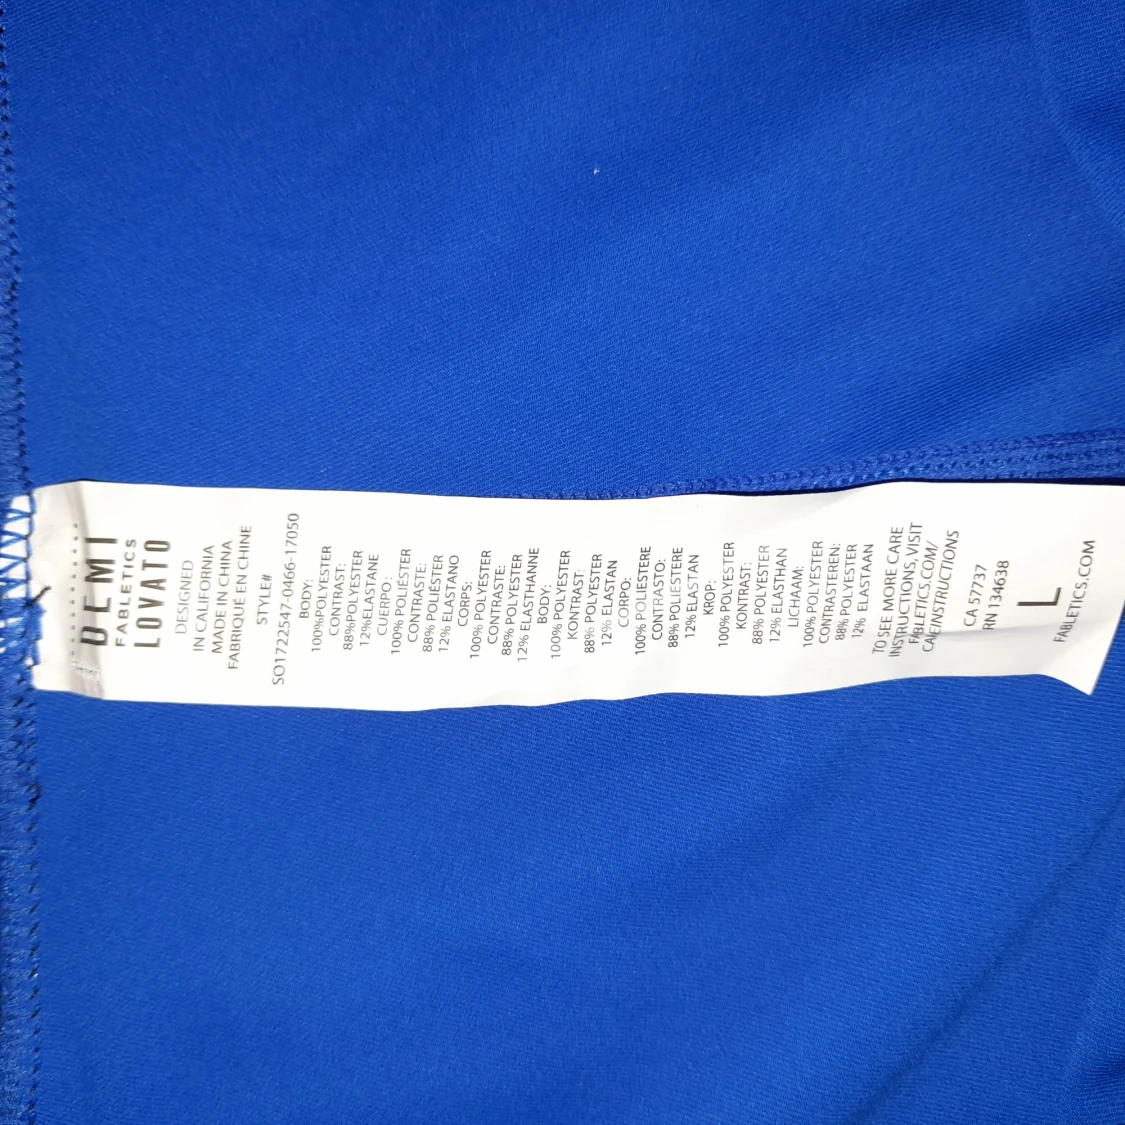 DEMI
FABLETICS
LOVATO
DESIGNED
IN CALIFORNIA
MADE IN CHINA
FABRIQUÉ EN CHINE
STYLE#
SO1722547-0466-17050
BODY:
100%POLYESTER
CONTRAST:
88%POLYESTER
12%ELASTANE
CUERPO:
100% POLIÉSTER
CONTRASTE:
88% POLIÉSTER
12% ELASTANO
CORPS:
100% POLYESTER
CONTRASTE:
88% POLYESTER
12% ELASTHANNE
BODY:
100% POLYESTER
KONTRAST:
88% POLYESTER
12% ELASTAN
CORPO:
100% POLIESTERE
CONTRASTO:
88% POLIESTERE
12% ELASTAN
KROP:
100% POLYESTER
KONTRAST:
88% POLYESTER
12% ELASTHAN
LICHAAM:
100% POLYESTER
CONTRASTEREN:
88% POLYESTER
12% ELASTAAN
TO SEE MORE CARE
INSTRUCTIONS, VISIT
FABLETICS.COM/
CAREINSTRUCTIONS
CA 57737
RN 134638
L
FABLETICS.COM